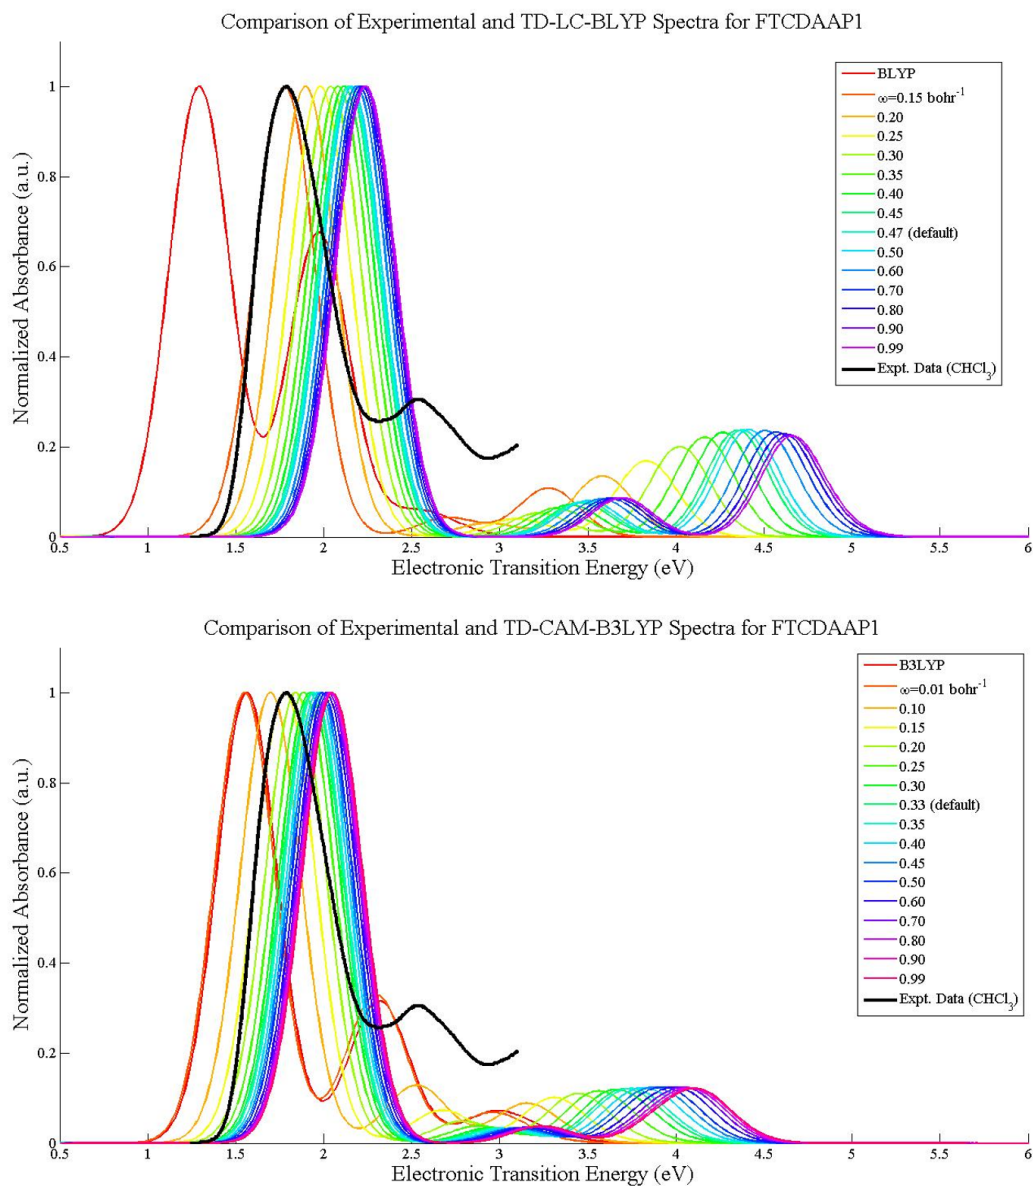 Comparison of Experimental and TD-LC-BLYP Spectra for FTCDAAP1
Normalized Absorbance (a.u.)
1
0.8
0.6
0.4
0.2
0
0.5 1 1.5 2 2.5 3 3.5 4 4.5 5 5.5 6
Electronic Transition Energy (eV)
BLYP
ω=0.15 bohr⁻¹
0.20
0.25
0.30
0.35
0.40
0.45
0.47 (default)
0.50
0.60
0.70
0.80
0.90
0.99
Expt. Data (CHCl₃)
Comparison of Experimental and TD-CAM-B3LYP Spectra for FTCDAAP1
Normalized Absorbance (a.u.)
1
0.8
0.6
0.4
0.2
0
0.5 1 1.5 2 2.5 3 3.5 4 4.5 5 5.5 6
Electronic Transition Energy (eV)
B3LYP
ω=0.01 bohr⁻¹
0.10
0.15
0.20
0.25
0.30
0.33 (default)
0.35
0.40
0.45
0.50
0.60
0.70
0.80
0.90
0.99
Expt. Data (CHCl₃)